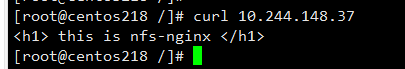 [root@centos218 /]# curl 10.244.148.37
<h1> this is nfs-nginx </h1>
[root@centos218 /]#